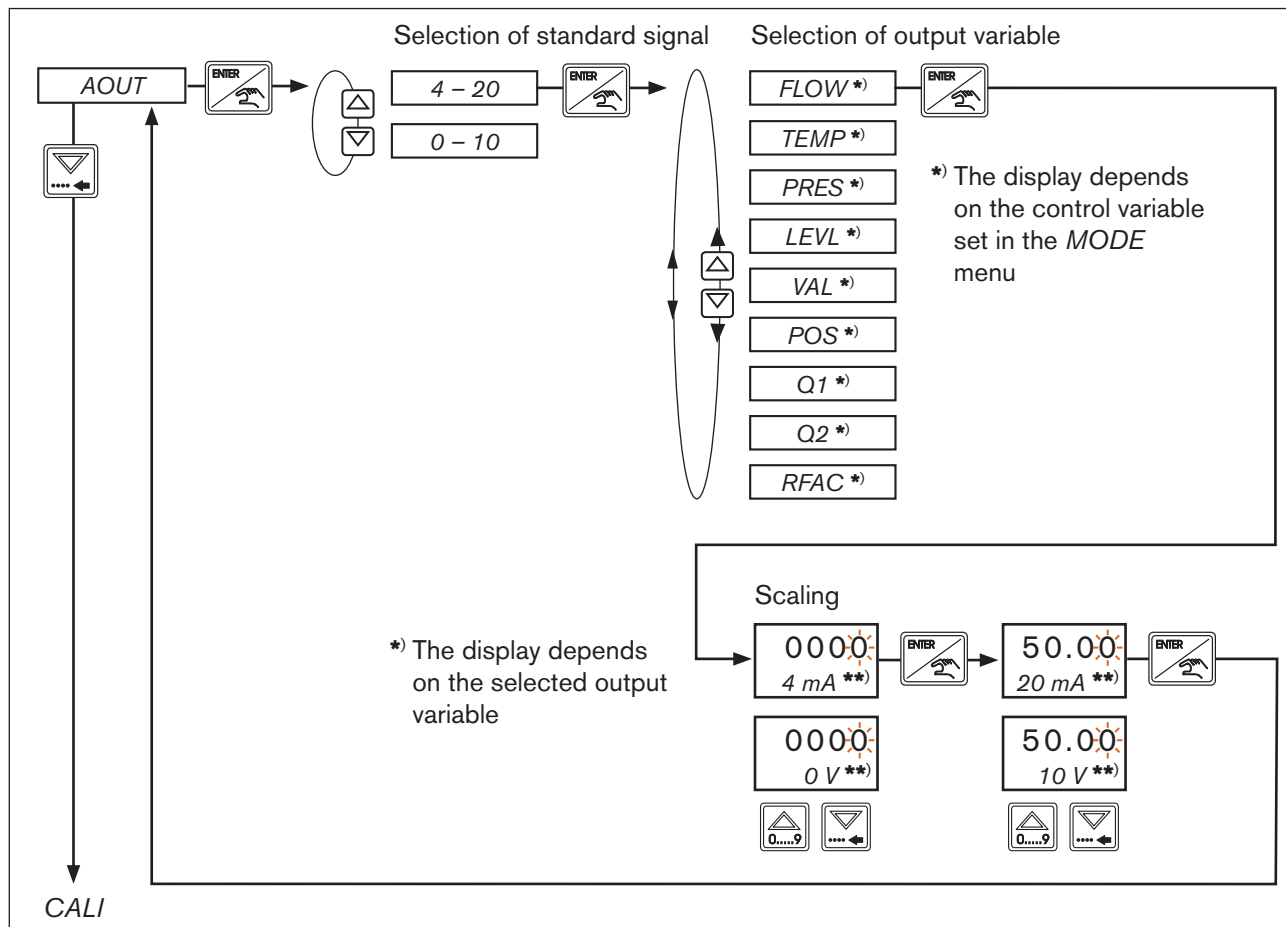 Selection of standard signal
Selection of output variable
AOUT
ENTER
4 – 20
ENTER
FLOW *)
ENTER
0 – 10
TEMP *)
PRES *)
LEVL *)
VAL *)
POS *)
Q1 *)
Q2 *)
RFAC *)
*) The display depends
on the control variable
set in the MODE
menu
Scaling
*) The display depends
on the selected output
variable
0000
4 mA **)
ENTER
50.00
20 mA **)
ENTER
0000
0 V **)
50.00
10 V **)
0.....9
0.....9
CALI